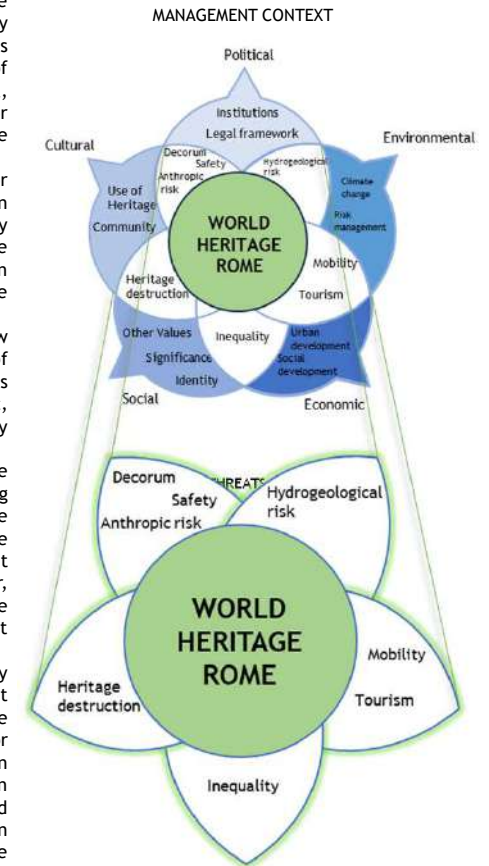 MANAGEMENT CONTEXT
Political
Institutions
Legal framework
Cultural
Environmental
Decorum
Safety
Anthropic
risk
Hydrogeological
risk
Use of
Heritage
Community
Climate
change
Risk
management
WORLD
HERITAGE
ROME
Mobility
Tourism
Heritage
destruction
Inequality
Other Values
Significance
Identity
Urban
development
Social
development
Social
Economic
THREATS
Decorum
Safety
Anthropic risk
Hydrogeological
risk
WORLD
HERITAGE
ROME
Mobility
Tourism
Heritage
destruction
Inequality